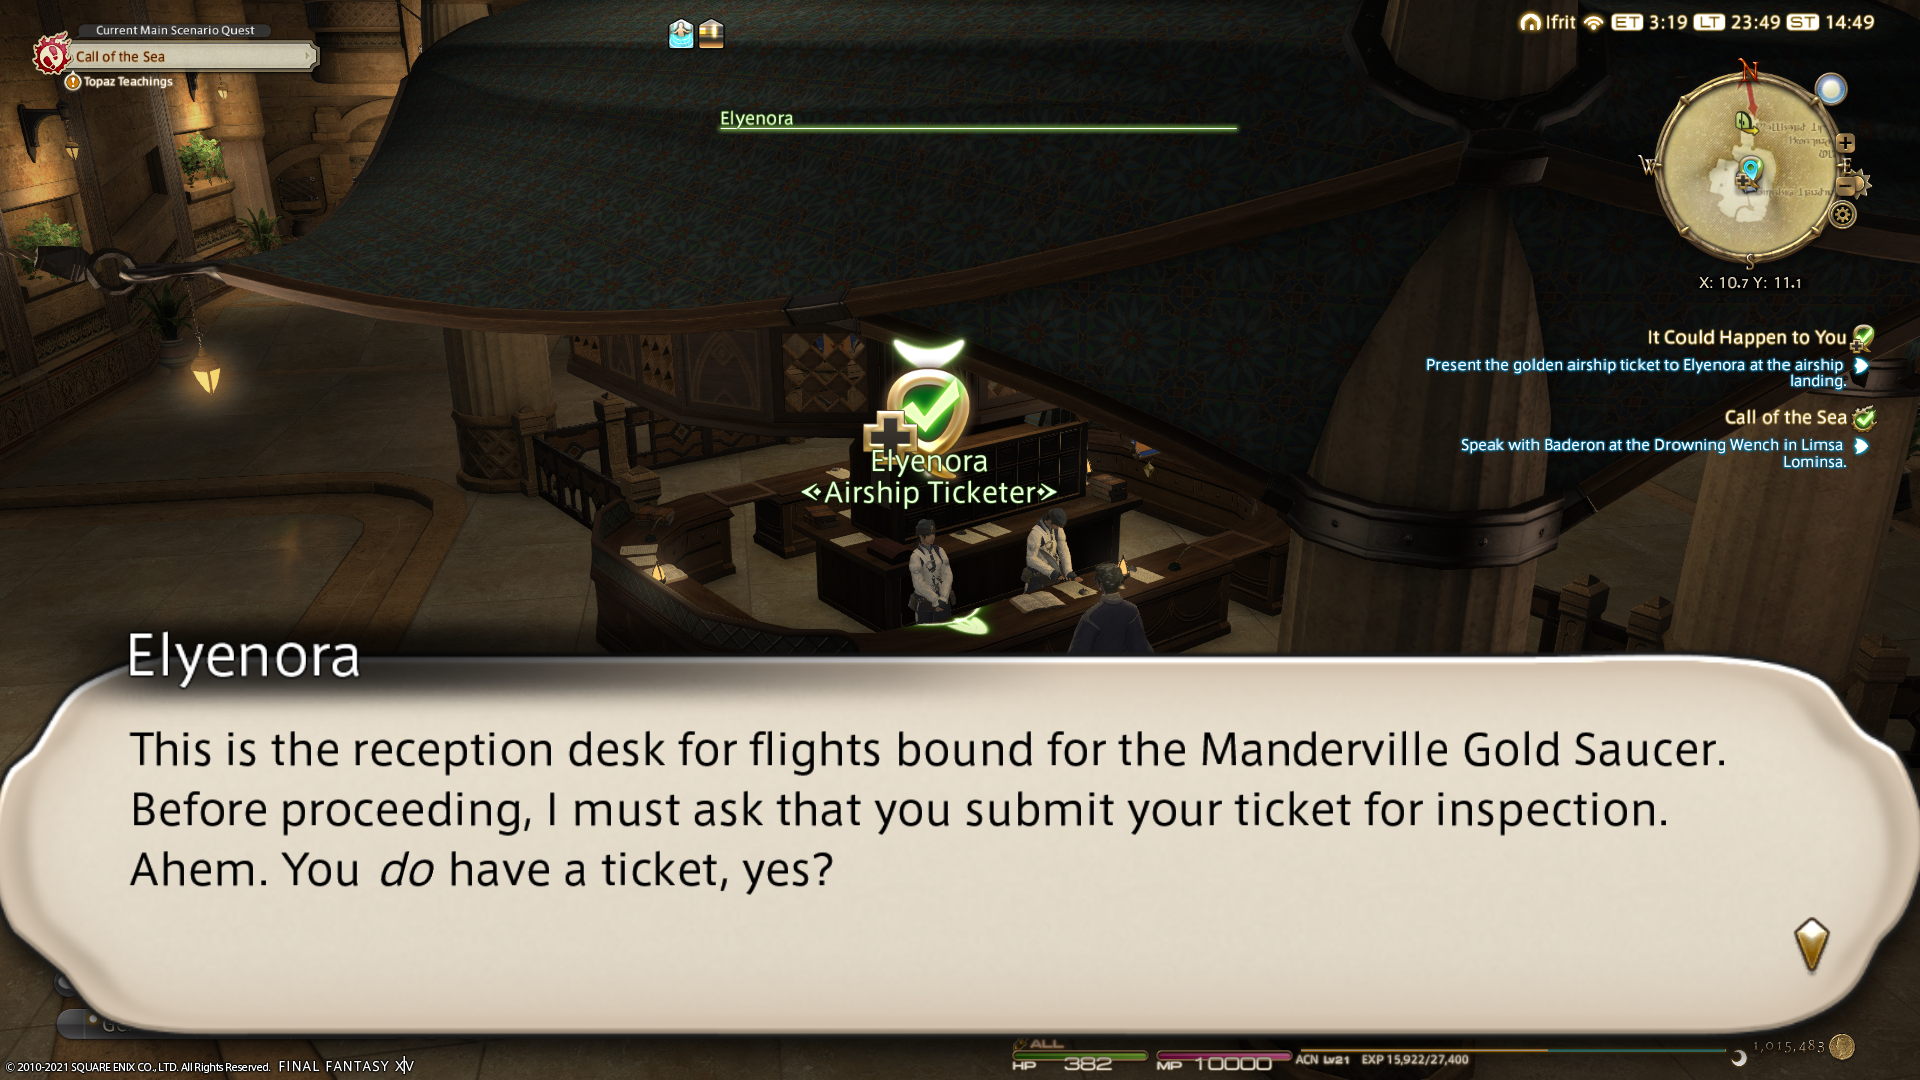 Current Main Scenario Quest
Call of the Sea
Topaz Teachings
Ifrit ET 3:19 LT 23:49 ST 14:49
Elyenora
N
W
E
S
X: 10.7 Y: 11.1
It Could Happen to You
Present the golden airship ticket to Elyenora at the airship
landing.
Call of the Sea
Speak with Baderon at the Drowning Wench in Limsa
Lominsa.
Elyenora
«Airship Ticketer»
Elyenora
This is the reception desk for flights bound for the Manderville Gold Saucer.
Before proceeding, I must ask that you submit your ticket for inspection.
Ahem. You do have a ticket, yes?
ALL
HP 382 MP 10000 ACN Lv21 EXP 15,922/27,400
1,015,483
© 2010-2021 SQUARE ENIX CO., LTD. All Rights Reserved. FINAL FANTASY XIV